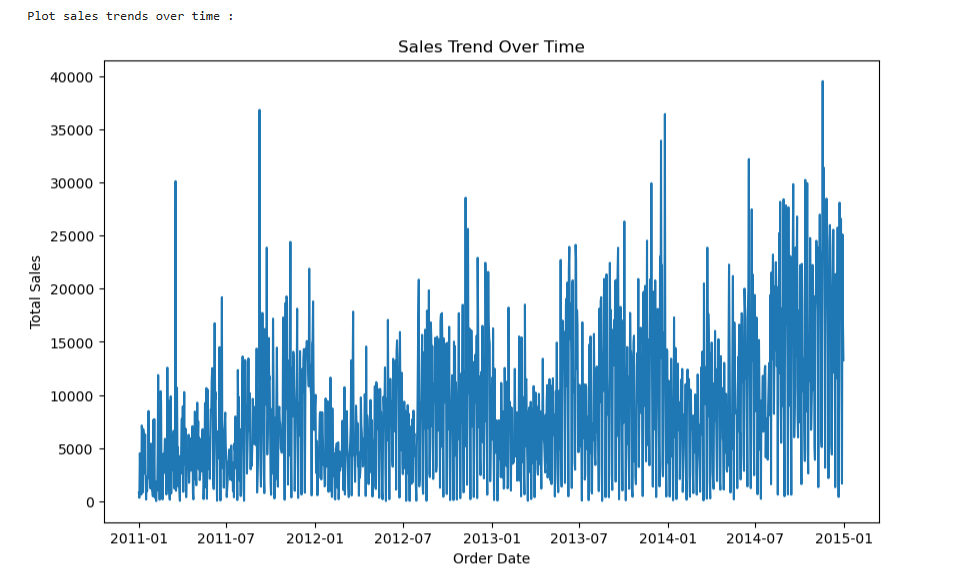 Plot sales trends over time :
Sales Trend Over Time
40000
35000
30000
25000
20000
15000
10000
5000
0
Total Sales
2011-01 2011-07 2012-01 2012-07 2013-01 2013-07 2014-01 2014-07 2015-01
Order Date